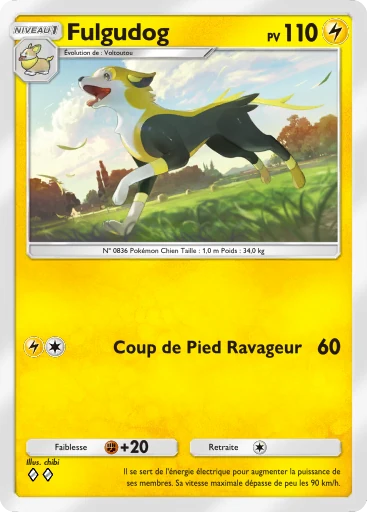 NIVEAU 1
Fulgudog
PV 110
Évolution de : Voltoutou
N° 0836 Pokémon Chien Taille : 1,0 m Poids : 34,0 kg
Coup de Pied Ravageur 60
Faiblesse +20 Retraite
Illus. chibi
Il se sert de l'énergie électrique pour augmenter la puissance de
ses membres. Sa vitesse maximale dépasse de peu les 90 km/h.